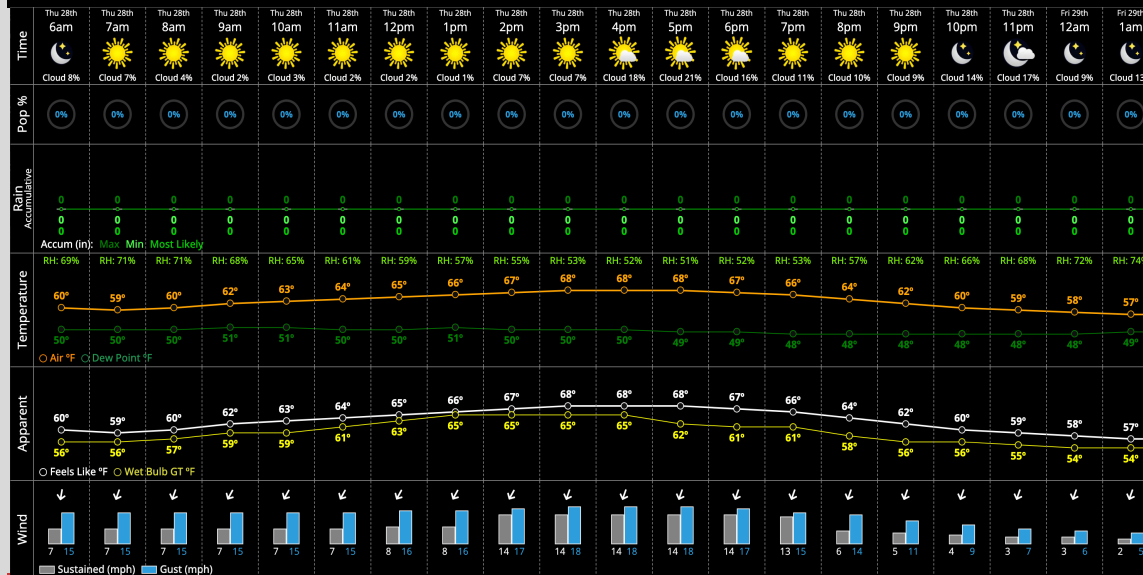 Thu 28th Thu 28th Thu 28th Thu 28th Thu 28th Thu 28th Thu 28th Thu 28th Thu 28th Thu 28th Thu 28th Thu 28th Thu 28th Thu 28th Thu 28th Thu 28th Thu 28th Thu 28th Fri 29th Fri 29th
6am 7am 8am 9am 10am 11am 12pm 1pm 2pm 3pm 4pm 5pm 6pm 7pm 8pm 9pm 10pm 11pm 12am 1am
Time
Cloud 8% Cloud 7% Cloud 4% Cloud 2% Cloud 3% Cloud 2% Cloud 2% Cloud 1% Cloud 7% Cloud 7% Cloud 18% Cloud 21% Cloud 16% Cloud 11% Cloud 10% Cloud 9% Cloud 14% Cloud 17% Cloud 9% Cloud 13
Pop %
0% 0% 0% 0% 0% 0% 0% 0% 0% 0% 0% 0% 0% 0% 0% 0% 0% 0% 0% 0%
Rain
Accumulative
0 0 0 0 0 0 0 0 0 0 0 0 0 0 0 0 0 0 0 0
0 0 0 0 0 0 0 0 0 0 0 0 0 0 0 0 0 0 0 0
0 0 0 0 0 0 0 0 0 0 0 0 0 0 0 0 0 0 0 0
Accum (in): Max Min Most Likely
RH: 69% RH: 71% RH: 71% RH: 68% RH: 65% RH: 61% RH: 59% RH: 57% RH: 55% RH: 53% RH: 52% RH: 51% RH: 52% RH: 53% RH: 57% RH: 62% RH: 66% RH: 68% RH: 72% RH: 74%
Temperature
60° 59° 60° 62° 63° 64° 65° 66° 67° 68° 68° 68° 67° 66° 64° 62° 60° 59° 58° 57°
50° 50° 50° 51° 51° 50° 50° 51° 50° 50° 50° 49° 49° 48° 48° 48° 48° 48° 48° 49°
Air °F Dew Point °F
Apparent
60° 59° 60° 62° 63° 64° 65° 66° 67° 68° 68° 68° 67° 66° 64° 62° 60° 59° 58° 57°
56° 56° 57° 59° 59° 61° 63° 65° 65° 65° 65° 62° 61° 61° 58° 56° 56° 55° 54° 54°
Feels Like °F Wet Bulb GT °F
Wind
7 15 7 15 7 15 7 15 7 15 7 15 8 16 8 16 14 17 14 18 14 18 14 18 14 17 13 15 6 14 5 11 4 9 3 7 3 6 2 5
Sustained (mph) Gust (mph)